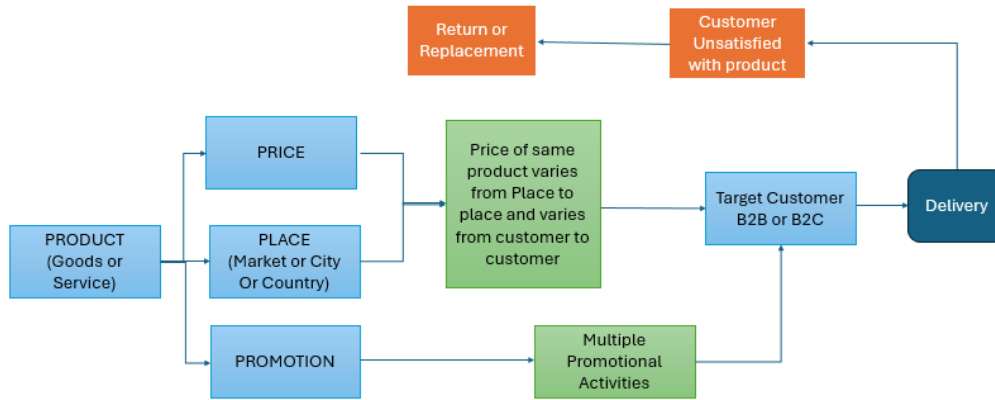 Return or
Replacement
Customer
Unsatisfied
with product
PRICE
Price of same
product varies
from Place to
place and varies
from customer to
customer
Target Customer
B2B or B2C
Delivery
PRODUCT
(Goods or
Service)
PLACE
(Market or City
Or Country)
PROMOTION
Multiple
Promotional
Activities